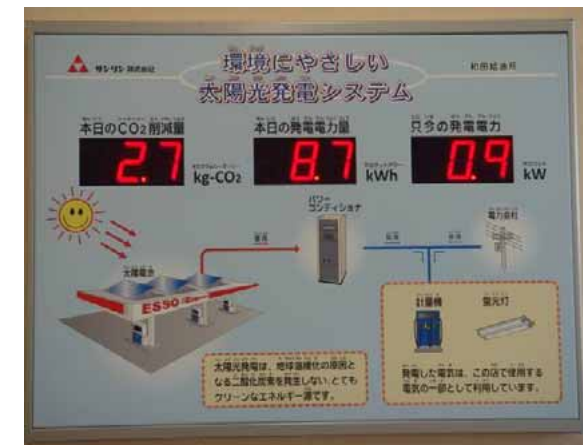 サンリン 株式会社
環境にやさしい
太陽光発電システム
和田給油所
本日のCO2削減量
2.7
kg-CO2
本日の発電電力量
8.7
kWh
只今の発電電力
0.9
kW
太陽電池
ESSO
パワー
コンディショナ
電力会社
計量機
蛍光灯
太陽光発電は、地球温暖化の原因と
なる二酸化炭素を発生しない、とても
クリーンなエネルギー源です。
発電した電気は、この店で使用する
電気の一部として利用しています。